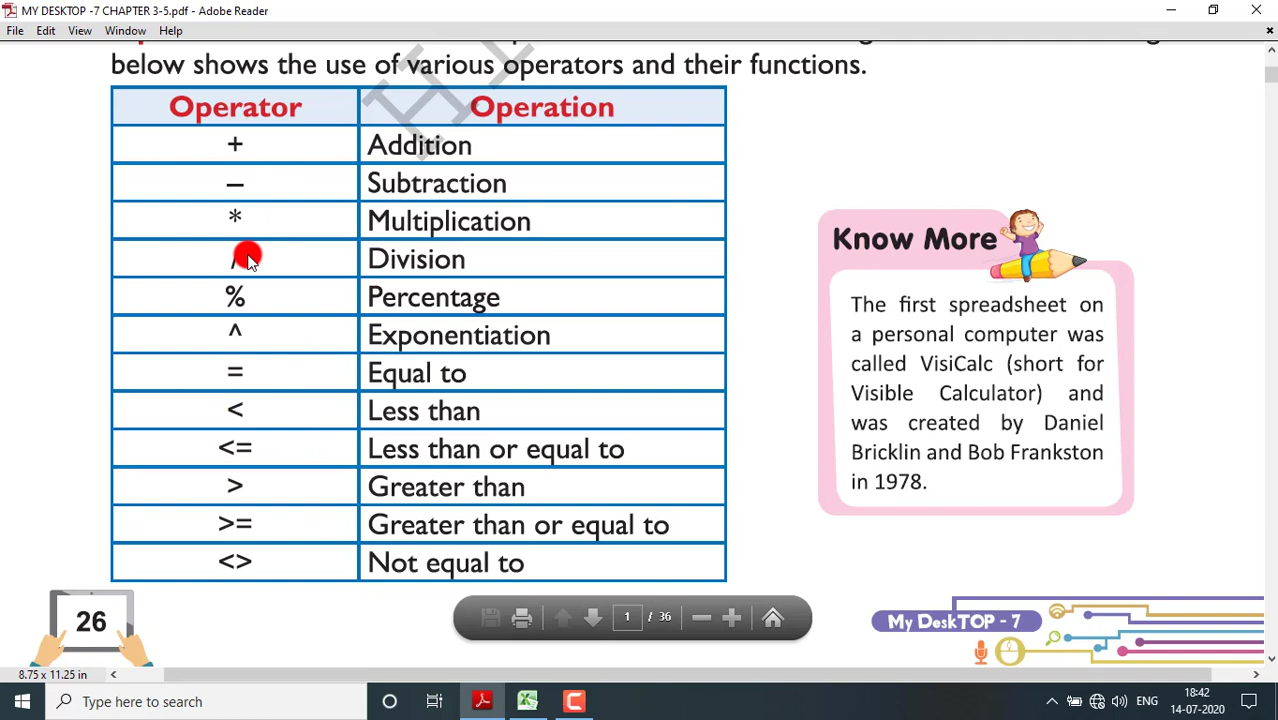 MY DESKTOP -7 CHAPTER 3-5.pdf - Adobe Reader
File Edit View Window Help
below shows the use of various operators and their functions.
Operator Operation
+ Addition
– Subtraction
* Multiplication
/ Division
% Percentage
^ Exponentiation
= Equal to
< Less than
<= Less than or equal to
> Greater than
>= Greater than or equal to
<> Not equal to
Know More
The first spreadsheet on
a personal computer was
called VisiCalc (short for
Visible Calculator) and
was created by Daniel
Bricklin and Bob Frankston
in 1978.
26
1 / 36
My DeskTOP - 7
8.75 x 11.25 in
Type here to search
ENG
18:42
14-07-2020